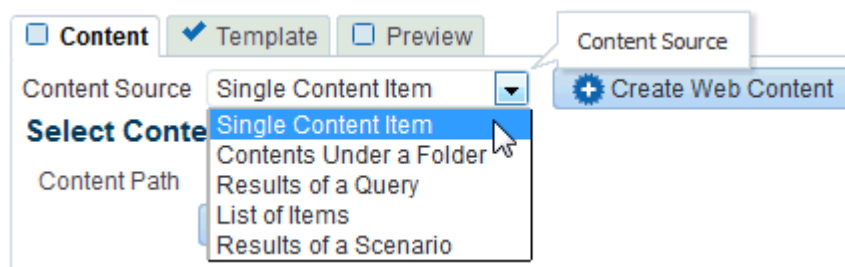 Content Template Preview
Content Source
Content Source Single Content Item Create Web Content
Select Conte
Single Content Item
Contents Under a Folder
Content Path
Results of a Query
List of Items
Results of a Scenario